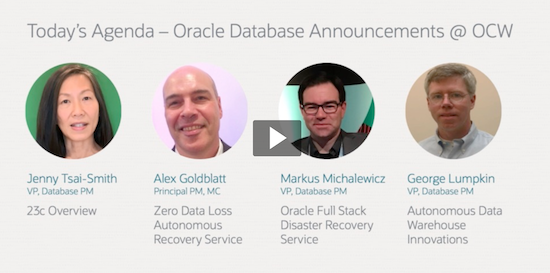 Today's Agenda – Oracle Database Announcements @ OCW
Jenny Tsai-Smith
VP, Database PM
23c Overview
Alex Goldblatt
Principal PM, MC
Zero Data Loss
Autonomous
Recovery Service
Markus Michalewicz
VP, Database PM
Oracle Full Stack
Disaster Recovery
Service
George Lumpkin
VP, Database PM
Autonomous Data
Warehouse
Innovations